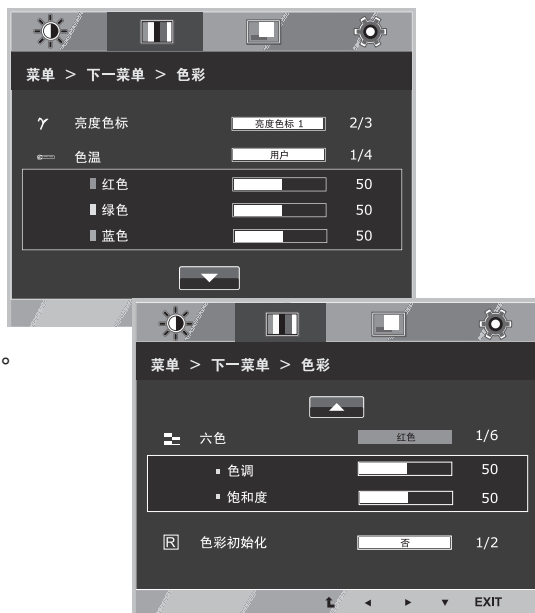 菜单 > 下一菜单 > 色彩
γ 亮度色标 亮度色标 1 2/3
色温 用户 1/4
红色 50
绿色 50
蓝色 50
。
菜单 > 下一菜单 > 色彩
六色 红色 1/6
色调 50
饱和度 50
R 色彩初始化 否 1/2
EXIT